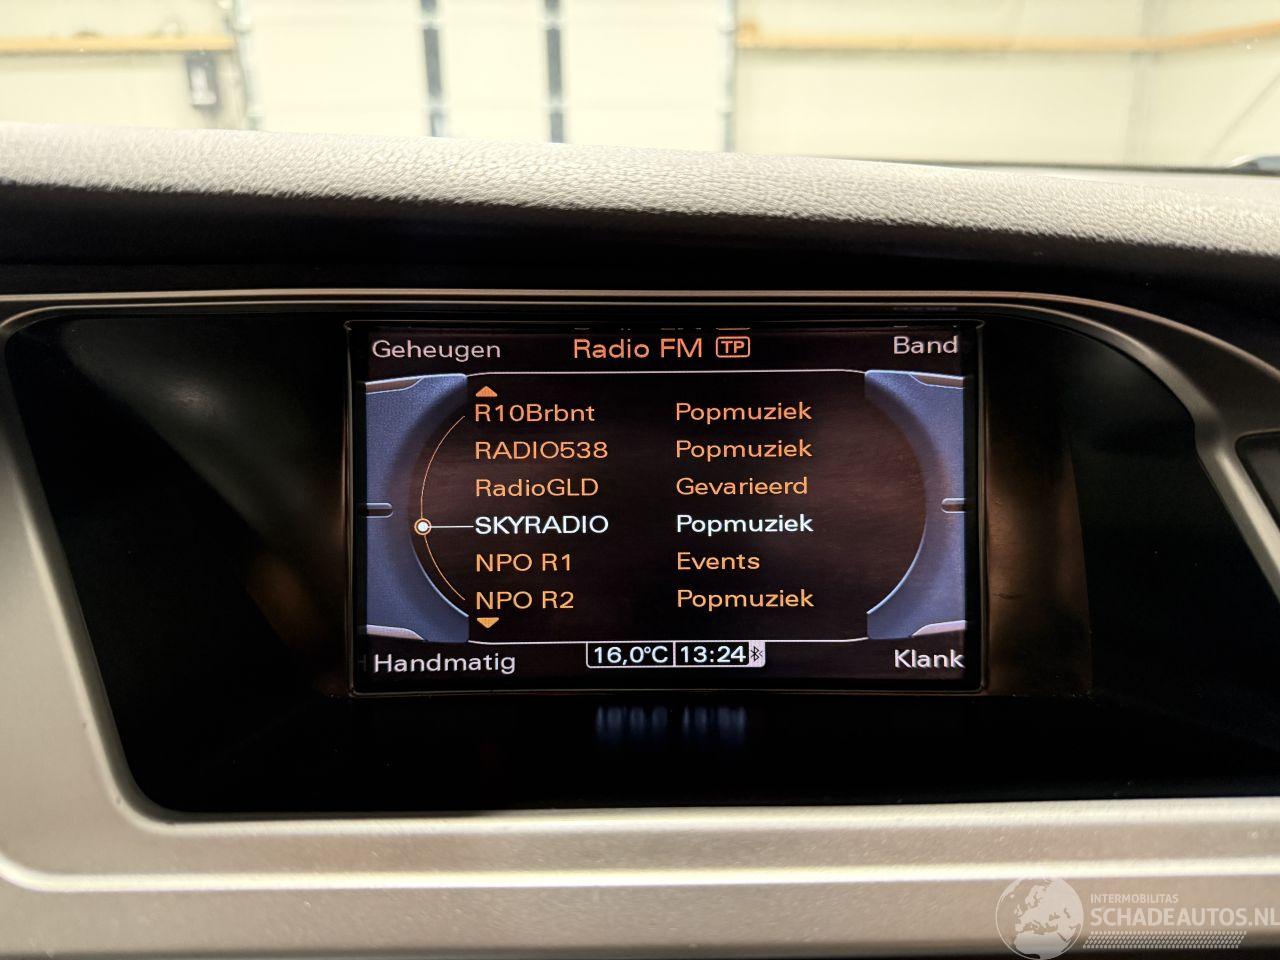 Geheugen Radio FM TP Band
R10Brbnt Popmuziek
RADIO538 Popmuziek
RadioGLD Gevarieerd
SKYRADIO Popmuziek
NPO R1 Events
NPO R2 Popmuziek
Handmatig 16,0°C 13:24 Klank
INTERMOBILITAS
SCHADEAUTOS.NL